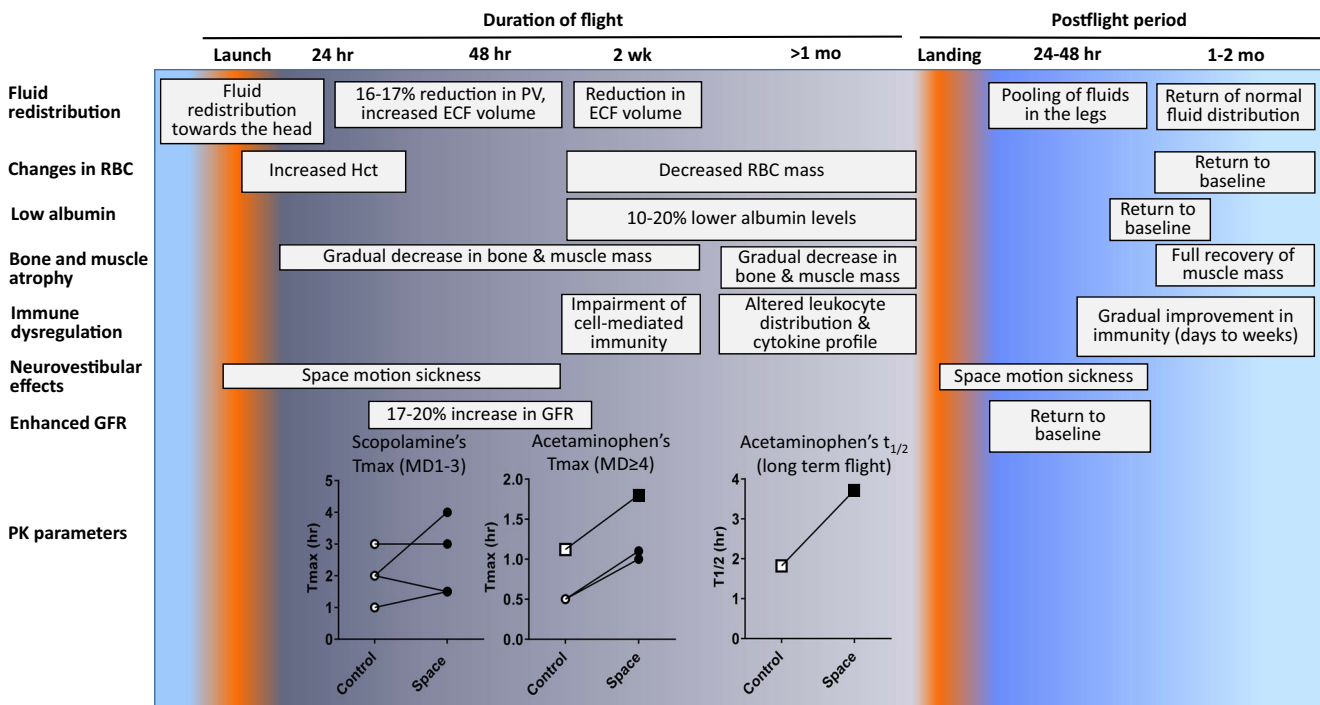 Duration of flight
Postflight period
Launch
24 hr
48 hr
2 wk
>1 mo
Landing
24-48 hr
1-2 mo
Fluid
redistribution
Fluid
redistribution
towards the head
16-17% reduction in PV,
increased ECF volume
Reduction in
ECF volume
Pooling of fluids
in the legs
Return of normal
fluid distribution
Changes in RBC
Increased Hct
Decreased RBC mass
Return to
baseline
Low albumin
10-20% lower albumin levels
Return to
baseline
Bone and muscle
atrophy
Gradual decrease in bone & muscle mass
Gradual decrease in
bone & muscle mass
Full recovery of
muscle mass
Immune
dysregulation
Impairment of
cell-mediated
immunity
Altered leukocyte
distribution &
cytokine profile
Gradual improvement in
immunity (days to weeks)
Neurovestibular
effects
Space motion sickness
Space motion sickness
Enhanced GFR
17-20% increase in GFR
Return to
baseline
PK parameters
Scopolamine's
Tmax (MD1-3)
Tmax (hr)
5
4
3
2
1
0
Control
Space
Acetaminophen's
Tmax (MD≥4)
Tmax (hr)
2.0
1.5
1.0
0.5
0.0
Control
Space
Acetaminophen's t1/2
(long term flight)
T1/2 (hr)
4
3
2
1
0
Control
Space